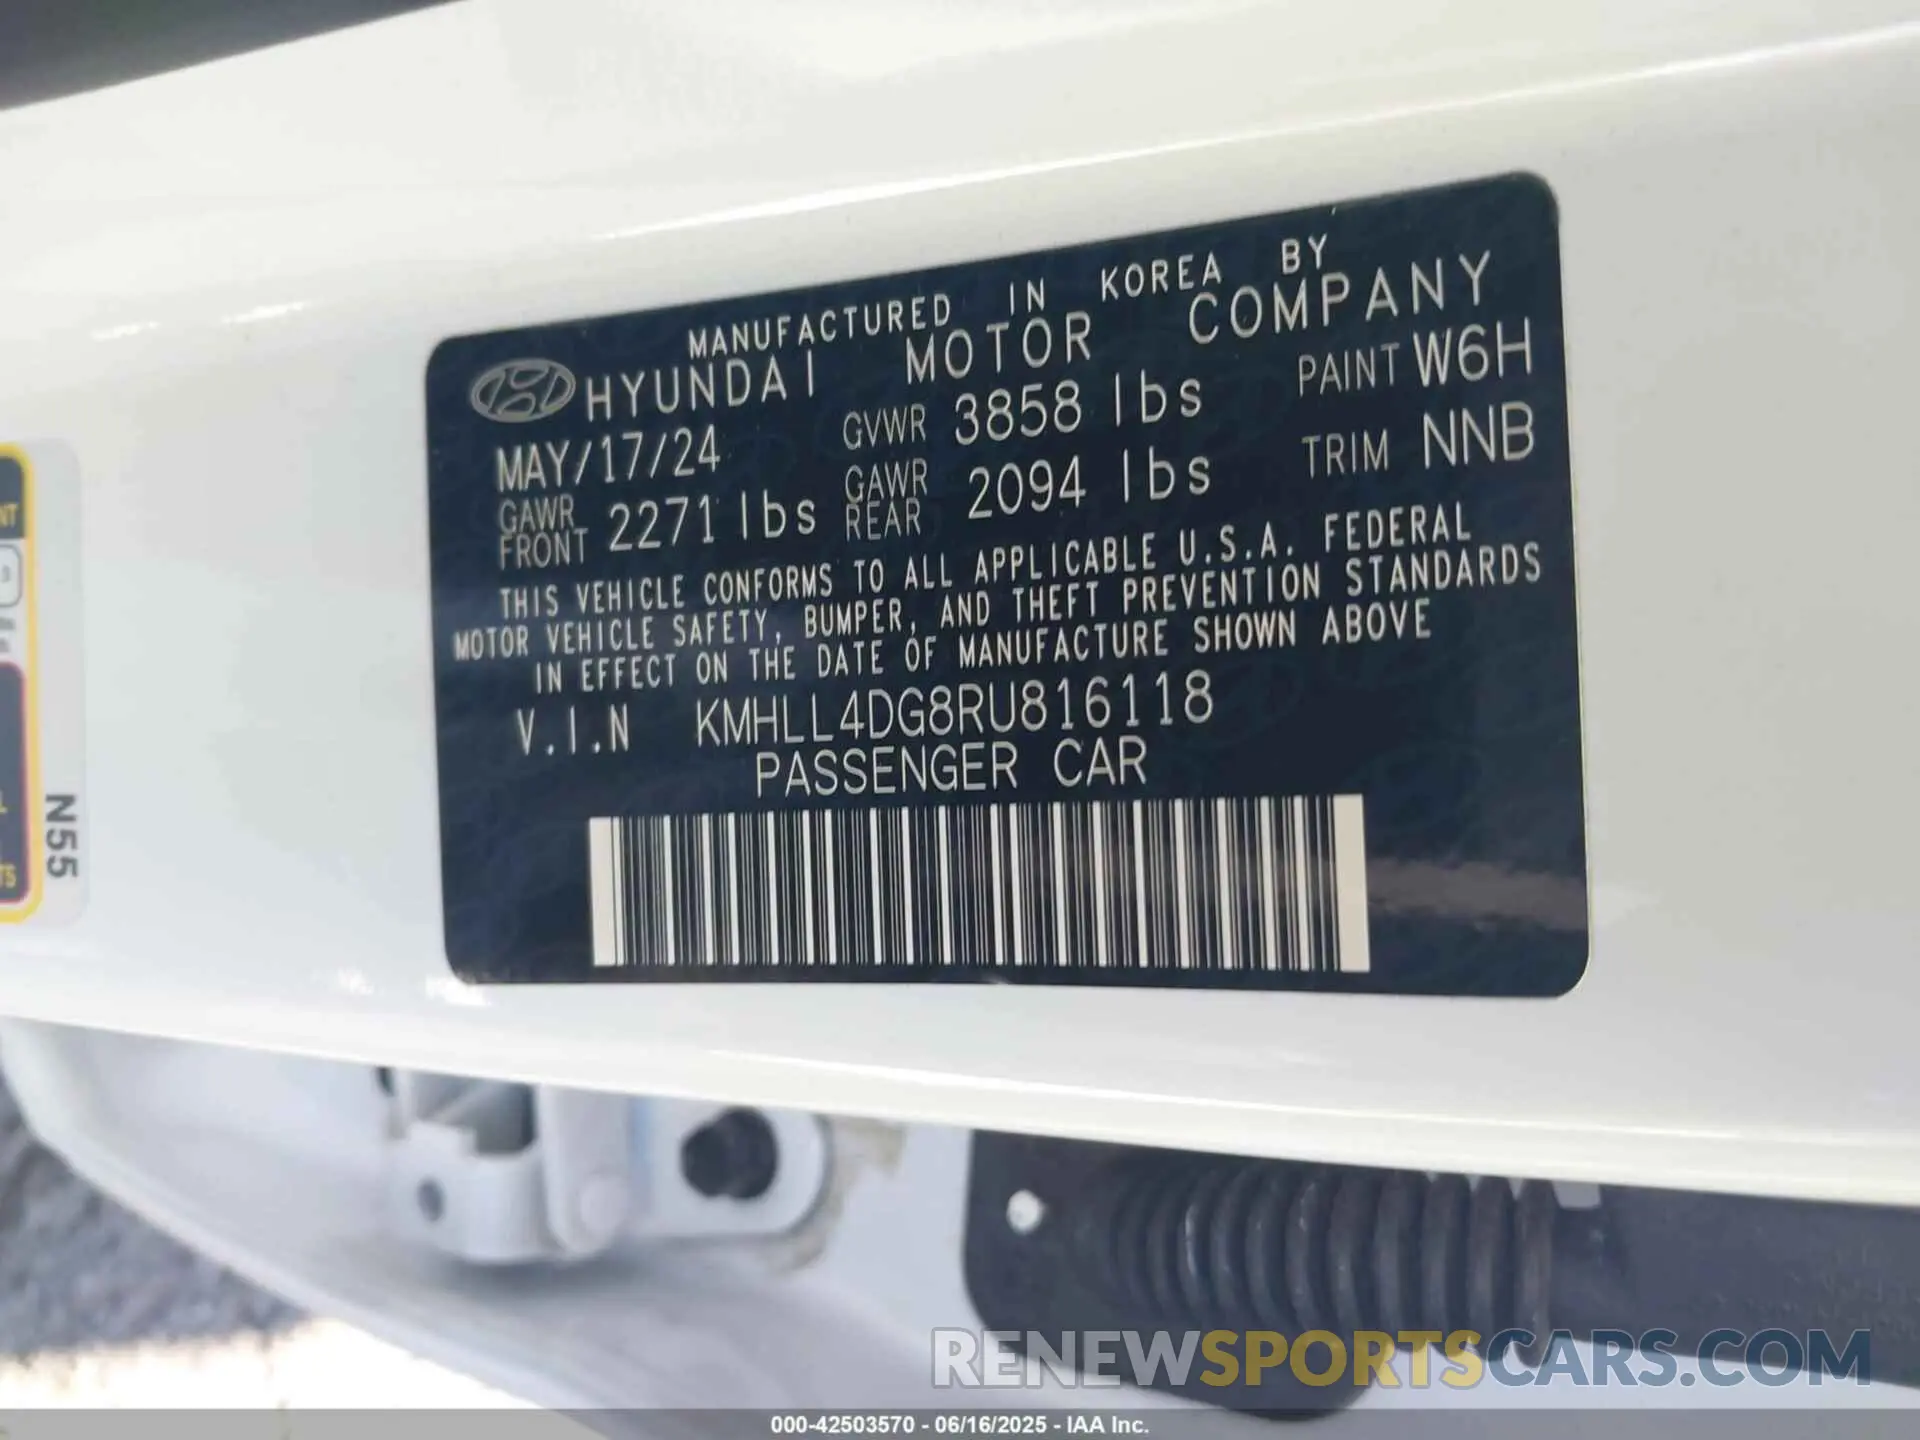 MANUFACTURED IN KOREA BY
HYUNDAI MOTOR COMPANY
MAY/17/24 GVWR 3858 lbs PAINT W6H
GAWR FRONT 2271 lbs GAWR REAR 2094 lbs TRIM NNB
THIS VEHICLE CONFORMS TO ALL APPLICABLE U.S.A. FEDERAL
MOTOR VEHICLE SAFETY, BUMPER, AND THEFT PREVENTION STANDARDS
IN EFFECT ON THE DATE OF MANUFACTURE SHOWN ABOVE
V.I.N KMHLL4DG8RU816118
PASSENGER CAR
N55
RENEWSPORTSCARS.COM
000-42503570 - 06/16/2025 - IAA Inc.